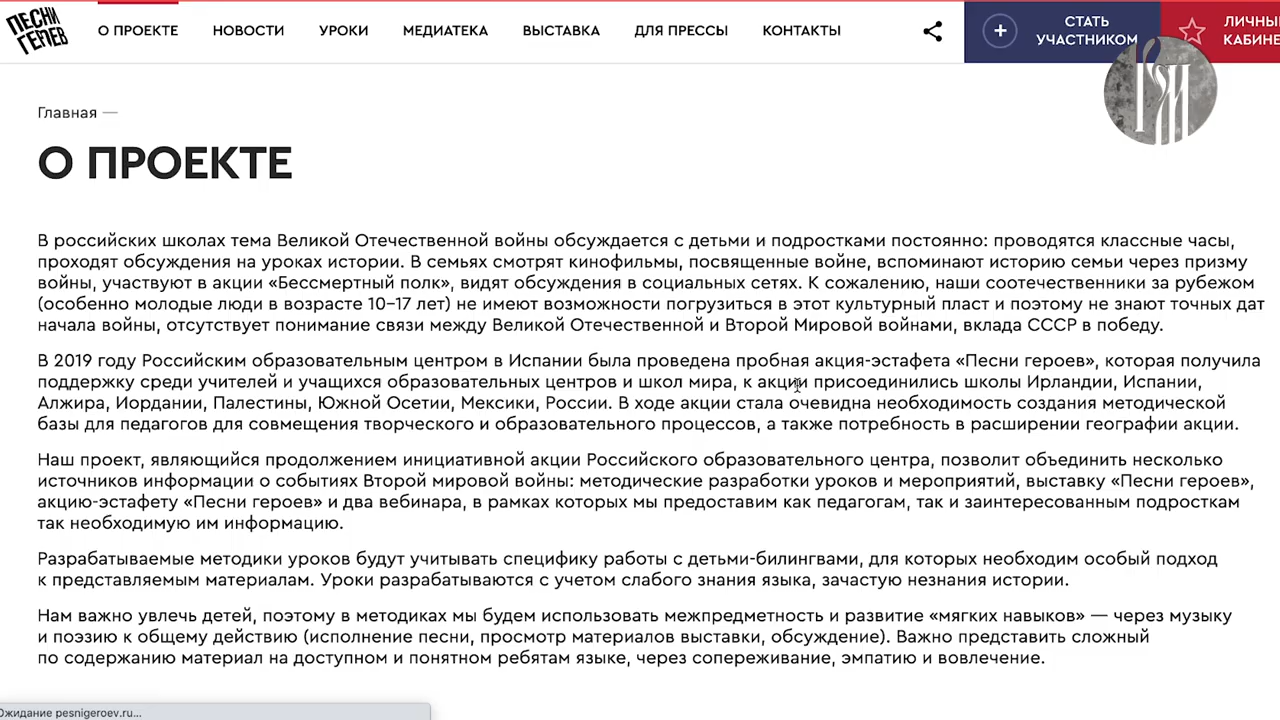 ПЕСНИ
ГЕРОЕВ
О ПРОЕКТЕ
НОВОСТИ
УРОКИ
МЕДИАТЕКА
ВЫСТАВКА
ДЛЯ ПРЕССЫ
КОНТАКТЫ
СТАТЬ
УЧАСТНИКОМ
ЛИЧНЫ
КАБИНЕ
Главная —
О ПРОЕКТЕ
В российских школах тема Великой Отечественной войны обсуждается с детьми и подростками постоянно: проводятся классные часы,
проходят обсуждения на уроках истории. В семьях смотрят кинофильмы, посвященные войне, вспоминают историю семьи через призму
войны, участвуют в акции «Бессмертный полк», видят обсуждения в социальных сетях. К сожалению, наши соотечественники за рубежом
(особенно молодые люди в возрасте 10–17 лет) не имеют возможности погрузиться в этот культурный пласт и поэтому не знают точных дат
начала войны, отсутствует понимание связи между Великой Отечественной и Второй Мировой войнами, вклада СССР в победу.
В 2019 году Российским образовательным центром в Испании была проведена пробная акция-эстафета «Песни героев», которая получила
поддержку среди учителей и учащихся образовательных центров и школ мира, к акции присоединились школы Ирландии, Испании,
Алжира, Иордании, Палестины, Южной Осетии, Мексики, России. В ходе акции стала очевидна необходимость создания методической
базы для педагогов для совмещения творческого и образовательного процессов, а также потребность в расширении географии акции.
Наш проект, являющийся продолжением инициативной акции Российского образовательного центра, позволит объединить несколько
источников информации о событиях Второй мировой войны: методические разработки уроков и мероприятий, выставку «Песни героев»,
акцию-эстафету «Песни героев» и два вебинара, в рамках которых мы предоставим как педагогам, так и заинтересованным подросткам
так необходимую им информацию.
Разрабатываемые методики уроков будут учитывать специфику работы с детьми-билингвами, для которых необходим особый подход
к представляемым материалам. Уроки разрабатываются с учетом слабого знания языка, зачастую незнания истории.
Нам важно увлечь детей, поэтому в методиках мы будем использовать межпредметность и развитие «мягких навыков» — через музыку
и поэзию к общему действию (исполнение песни, просмотр материалов выставки, обсуждение). Важно представить сложный
по содержанию материал на доступном и понятном ребятам языке, через сопереживание, эмпатию и вовлечение.
Ожидание pesnigeroev.ru...